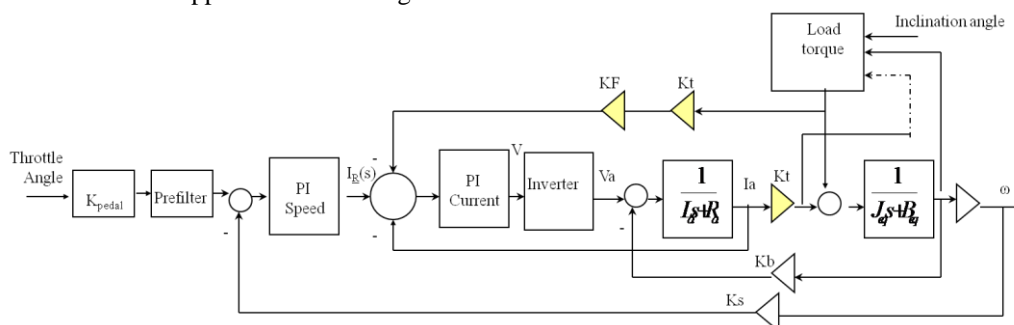 Load
torque
Inclination angle
KF
Kt
Throttle
Angle
K_pedal
Prefilter
-
PI
Speed
I_R(s)
-
-
PI
Current
V
Inverter
Va
-
1
Ia
Kt
1
ω
Kb
Ks